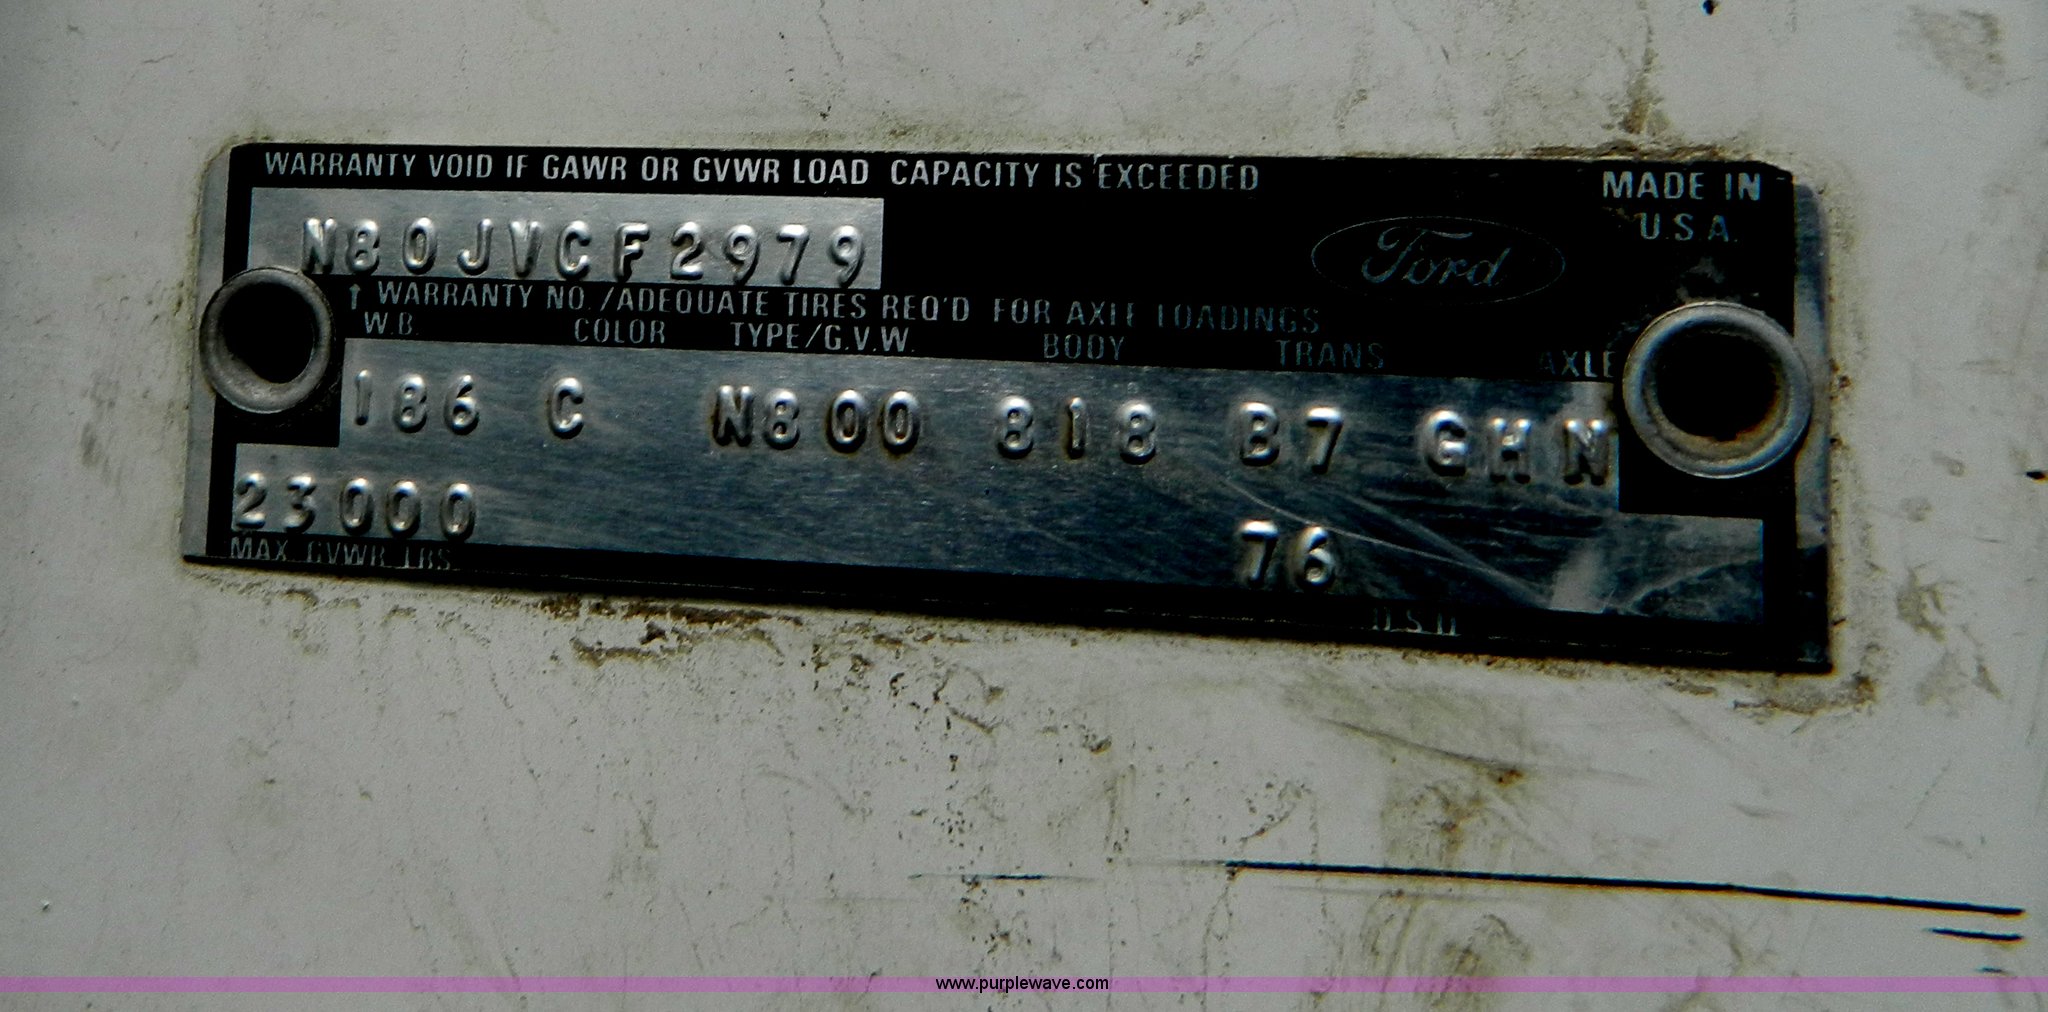 WARRANTY VOID IF GAWR OR GVWR LOAD CAPACITY IS EXCEEDED
MADE IN
U.S.A.
N80JVCF2979
Ford
↑ WARRANTY NO./ADEQUATE TIRES REQ'D FOR AXLE LOADINGS
W.B. COLOR TYPE/G.V.W. BODY TRANS AXLE
186 C N800 818 B7 GHN
23000
76
MAX. GVWR LBS
D.S.O.
www.purplewave.com